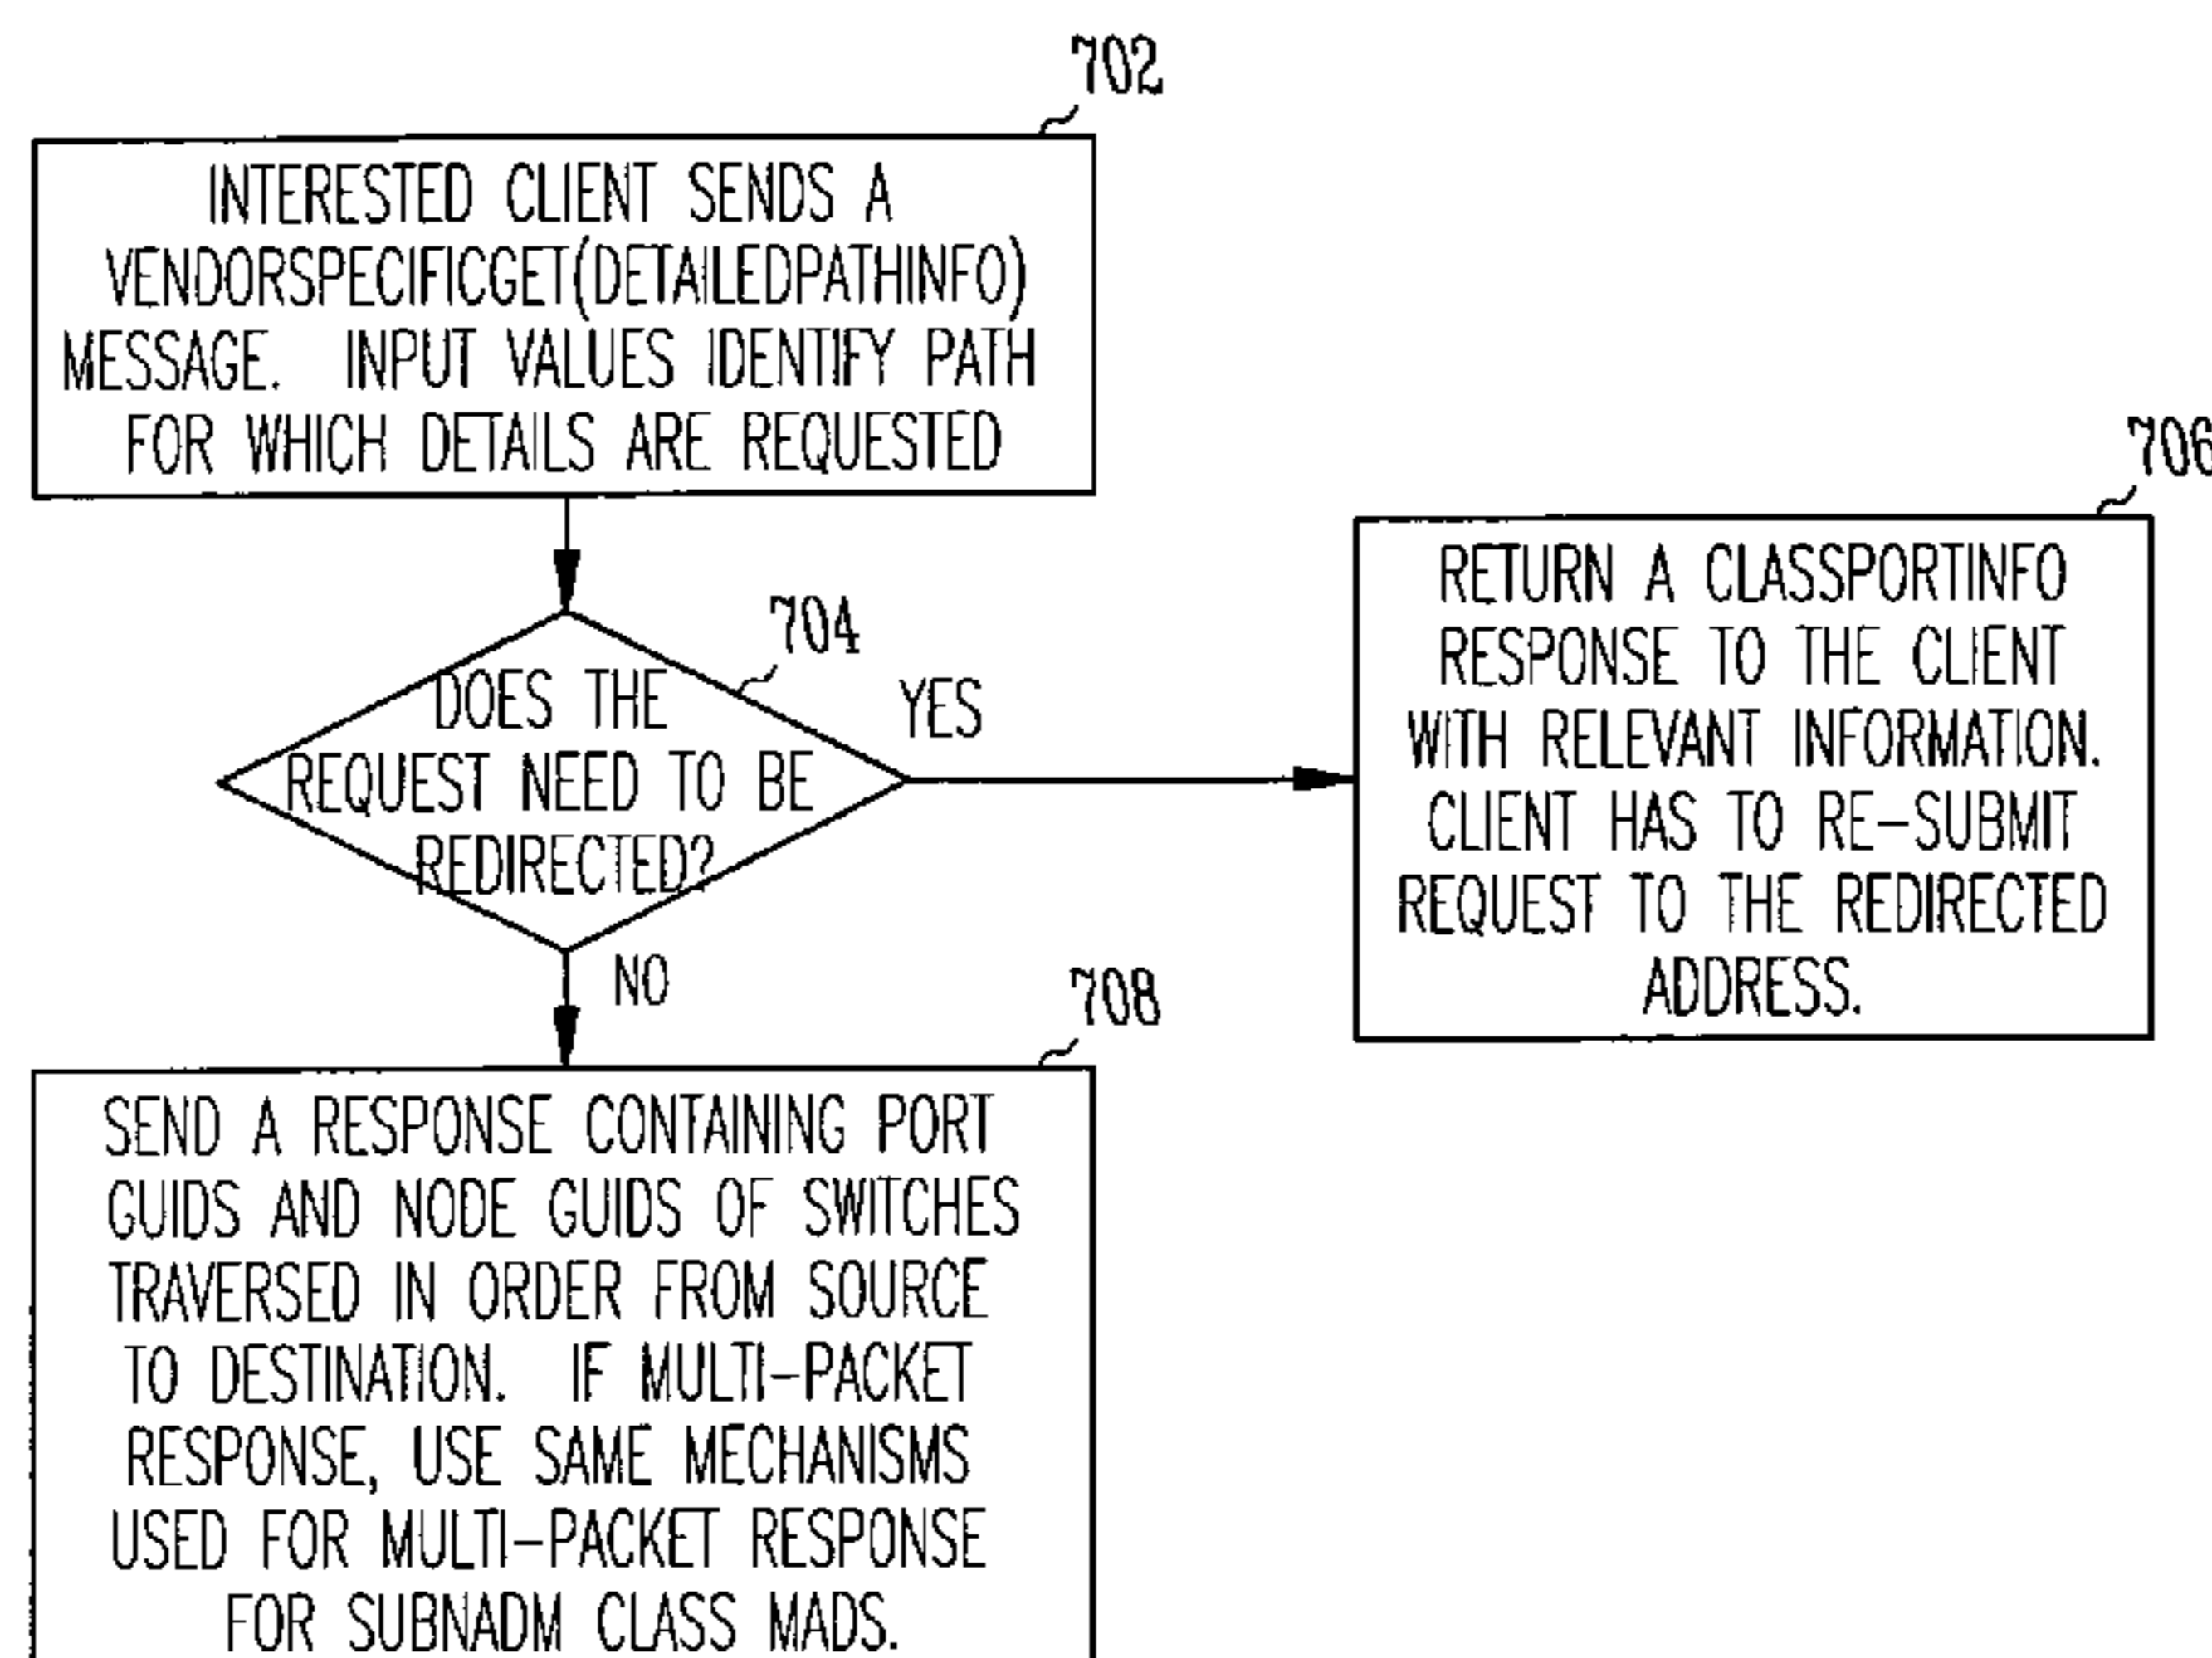 702
INTERESTED CLIENT SENDS A
VENDORSPECIFICGET(DETAILEDPATHINFO)
MESSAGE. INPUT VALUES IDENTIFY PATH
FOR WHICH DETAILS ARE REQUESTED
704
DOES THE
REQUEST NEED TO BE
REDIRECTED?
YES
NO
706
RETURN A CLASSPORTINFO
RESPONSE TO THE CLIENT
WITH RELEVANT INFORMATION.
CLIENT HAS TO RE-SUBMIT
REQUEST TO THE REDIRECTED
ADDRESS.
708
SEND A RESPONSE CONTAINING PORT
GUIDS AND NODE GUIDS OF SWITCHES
TRAVERSED IN ORDER FROM SOURCE
TO DESTINATION. IF MULTI-PACKET
RESPONSE, USE SAME MECHANISMS
USED FOR MULTI-PACKET RESPONSE
FOR SUBNADM CLASS MADS.